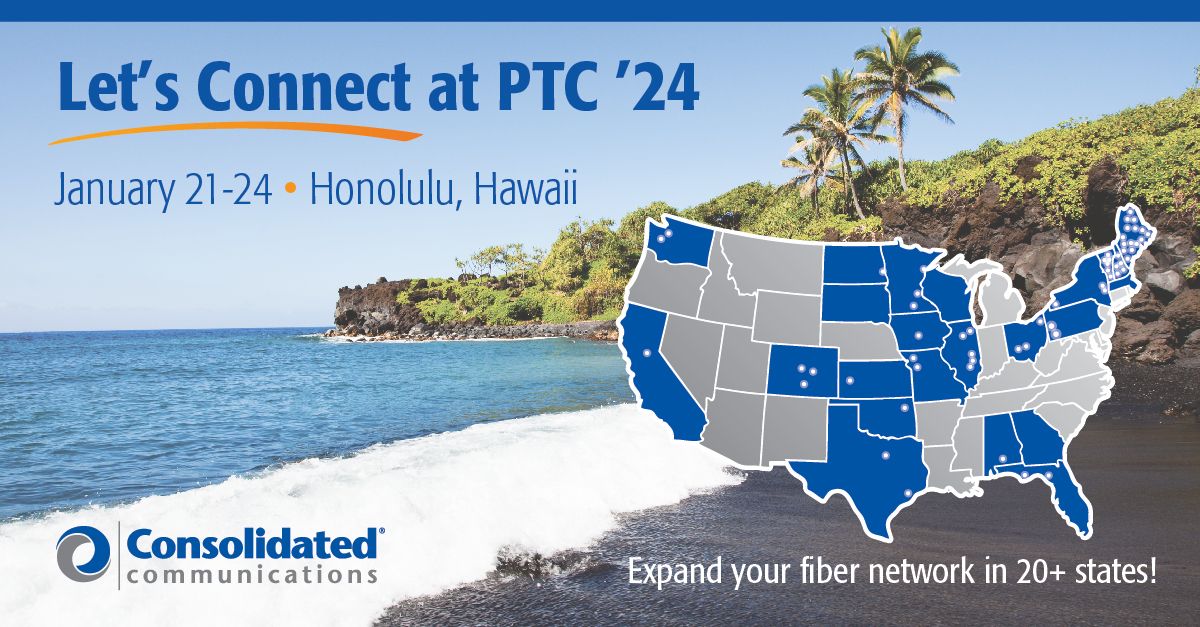 Let's Connect at PTC ’24
January 21-24 • Honolulu, Hawaii
Consolidated®
communications
Expand your fiber network in 20+ states!